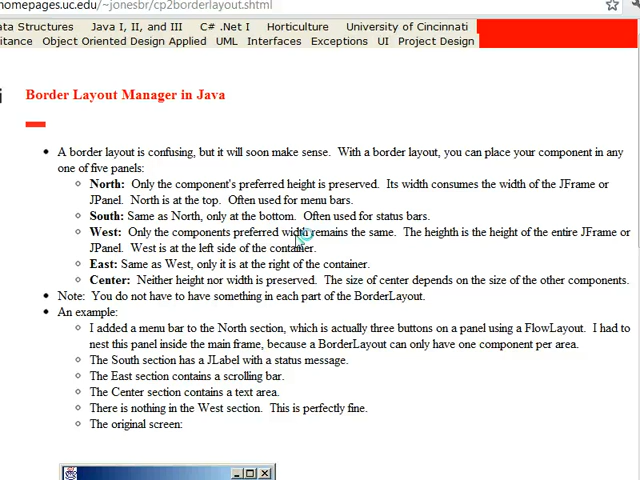 homepages.uc.edu/~jonesbr/cp2borderlayout.shtml
ata Structures Java I, II, and III C# .Net I Horticulture University of Cincinnati
itance Object Oriented Design Applied UML Interfaces Exceptions UI Project Design
i
Border Layout Manager in Java
A border layout is confusing, but it will soon make sense. With a border layout, you can place your component in any
one of five panels:
North: Only the component's preferred height is preserved. Its width consumes the width of the JFrame or
JPanel. North is at the top. Often used for menu bars.
South: Same as North, only at the bottom. Often used for status bars.
West: Only the components preferred width remains the same. The heighth is the height of the entire JFrame or
JPanel. West is at the left side of the container.
East: Same as West, only it is at the right of the container.
Center: Neither height nor width is preserved. The size of center depends on the size of the other components.
Note: You do not have to have something in each part of the BorderLayout.
An example:
I added a menu bar to the North section, which is actually three buttons on a panel using a FlowLayout. I had to
nest this panel inside the main frame, because a BorderLayout can only have one component per area.
The South section has a JLabel with a status message.
The East section contains a scrolling bar.
The Center section contains a text area.
There is nothing in the West section. This is perfectly fine.
The original screen: